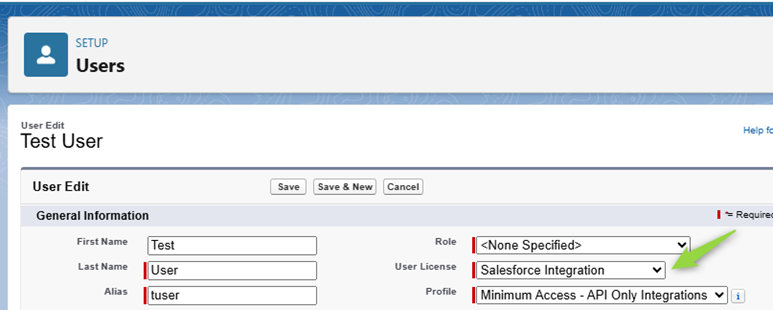 SETUP
Users
User Edit
Test User
Help fo
User Edit Save Save & New Cancel
General Information *= Required
First Name Test Role <None Specified>
Last Name User User License Salesforce Integration
Alias tuser Profile Minimum Access - API Only Integrations i